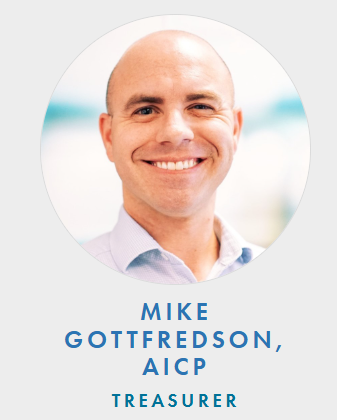 MIKE
GOTTFREDSON,
AICP
TREASURER